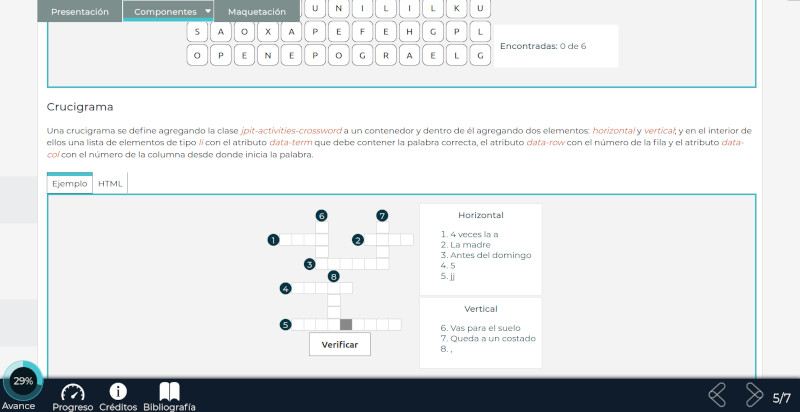 Presentación Componentes Maquetación
U N I L I L K U
S A O X A P E F E H G P L
O P E N E P O G R A E L G
Encontradas: 0 de 6
Crucigrama
Una crucigrama se define agregando la clase jpit-activities-crossword a un contenedor y dentro de él agregando dos elementos: horizontal y vertical; y en el interior de
ellos una lista de elementos de tipo li con el atributo data-term que debe contener la palabra correcta, el atributo data-row con el número de la fila y el atributo data-
col con el número de la columna desde donde inicia la palabra.
Ejemplo HTML
6 7
1 2
3
8
4
5
Verificar
Horizontal
1. 4 veces la a
2. La madre
3. Antes del domingo
4. 5
5. jj
Vertical
6. Vas para el suelo
7. Queda a un costado
8. ,
29%
Avance Progreso Créditos Bibliografía
5/7